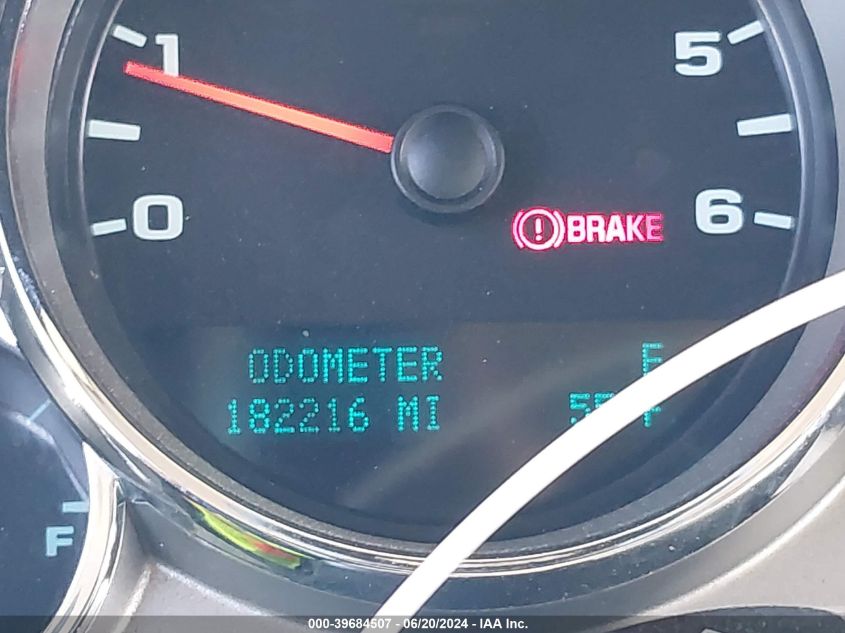 1
5
0
6
BRAKE
ODOMETER E
182216 MI F
F
000-39684507 - 06/20/2024 - IAA Inc.